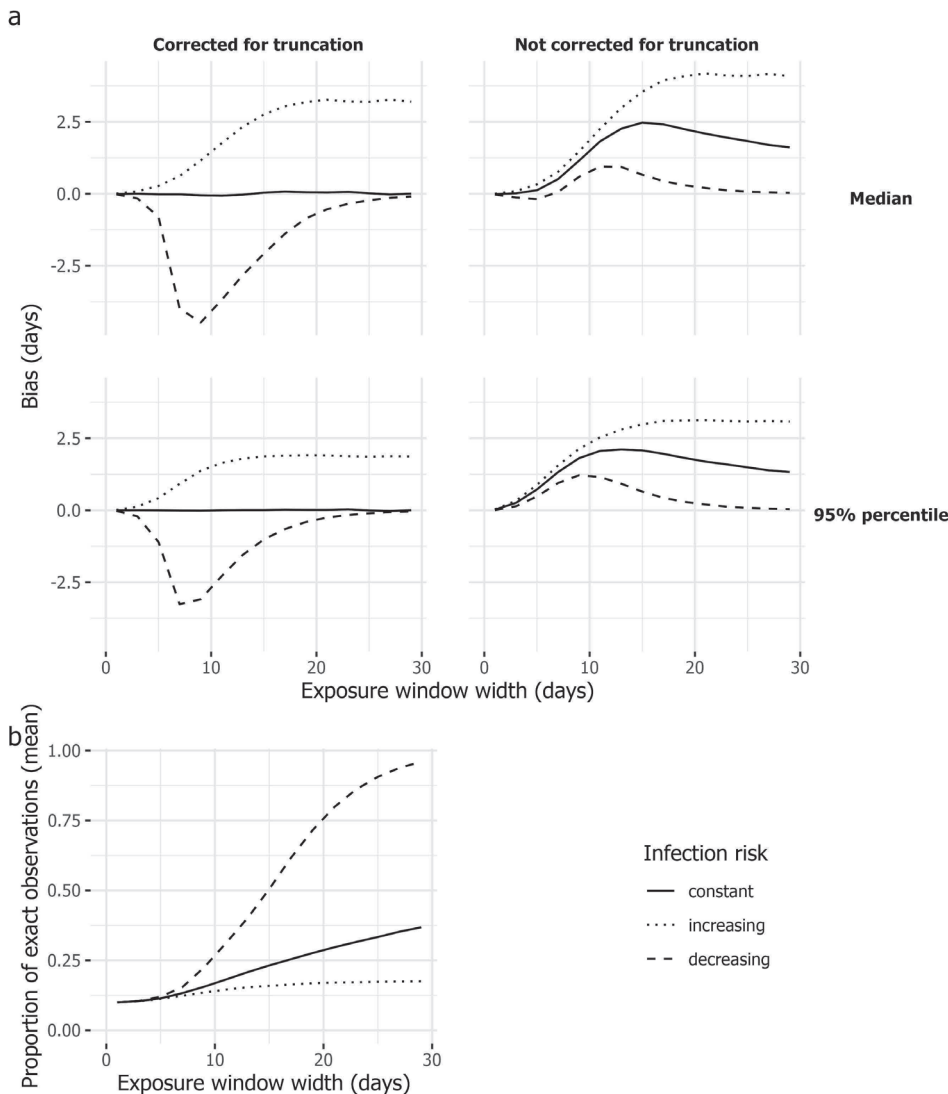 a
Corrected for truncation
Not corrected for truncation
2.5
0.0
-2.5
Median
Bias (days)
2.5
0.0
-2.5
95% percentile
0
10
20
30
0
10
20
30
Exposure window width (days)
b
Proportion of exact observations (mean)
1.00
0.75
0.50
0.25
0.00
0
10
20
30
Exposure window width (days)
Infection risk
constant
increasing
decreasing